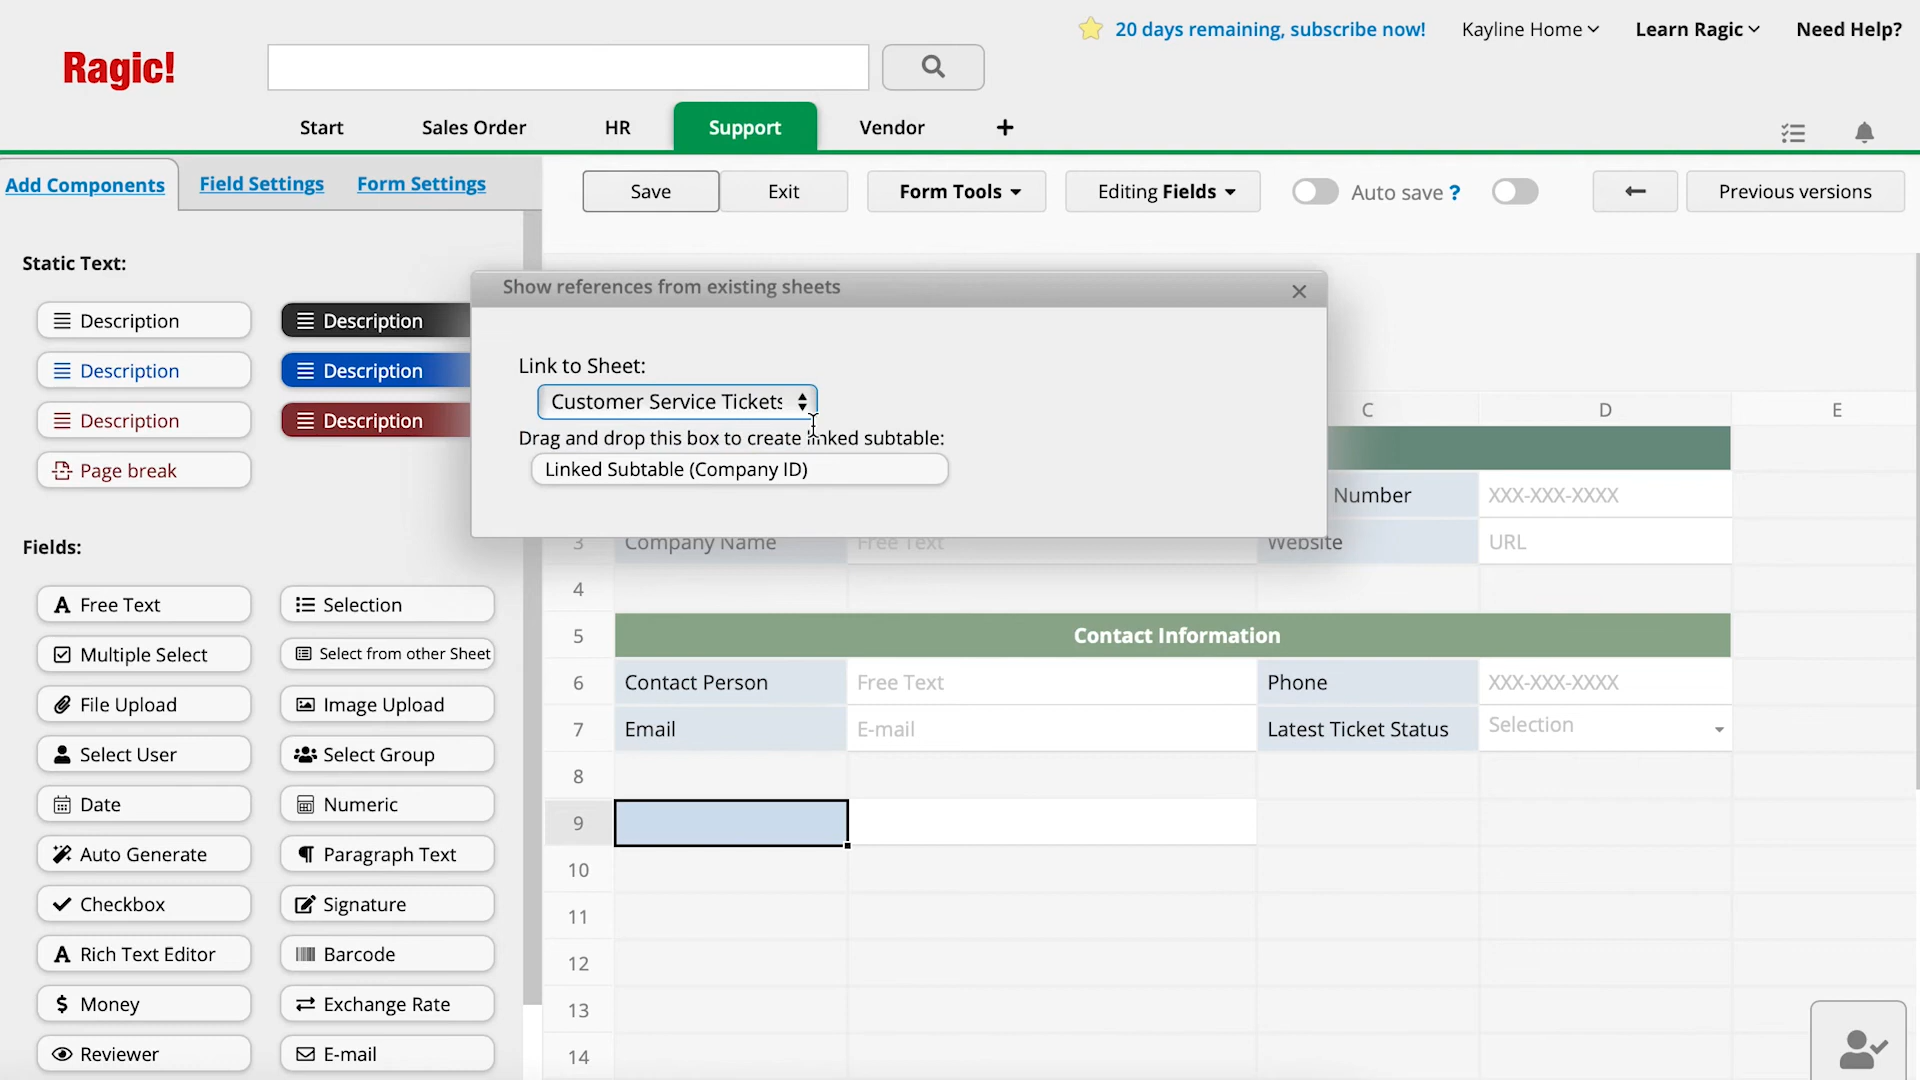 20 days remaining, subscribe now!
Kayline Home
Learn Ragic
Need Help?
Ragic!
Start
Sales Order
HR
Support
Vendor
+
Add Components
Field Settings
Form Settings
Save
Exit
Form Tools
Editing Fields
Auto save ?
Previous versions
Static Text:
Description
Description
Description
Description
Description
Description
Page break
Show references from existing sheets
Link to Sheet:
Customer Service Tickets
Drag and drop this box to create linked subtable:
Linked Subtable (Company ID)
C
D
E
Number
XXX-XXX-XXXX
3
Company Name
Free Text
Website
URL
4
5
Contact Information
6
Contact Person
Free Text
Phone
XXX-XXX-XXXX
7
Email
E-mail
Latest Ticket Status
Selection
8
9
10
11
12
13
14
Fields:
Free Text
Selection
Multiple Select
Select from other Sheet
File Upload
Image Upload
Select User
Select Group
Date
Numeric
Auto Generate
Paragraph Text
Checkbox
Signature
Rich Text Editor
Barcode
Money
Exchange Rate
Reviewer
E-mail